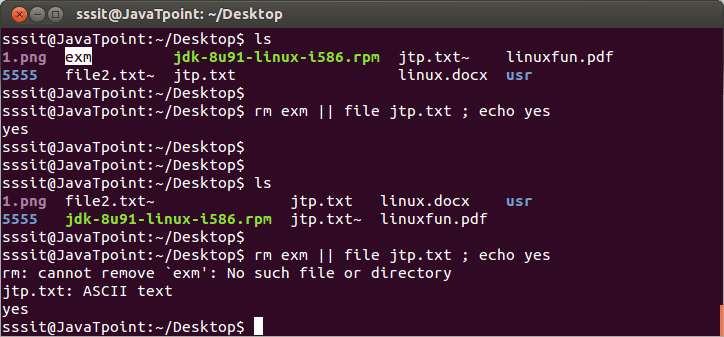 sssit@JavaTpoint: ~/Desktop
sssit@JavaTpoint:~/Desktop$ ls
1.png  exm         jdk-8u91-linux-i586.rpm  jtp.txt~    linuxfun.pdf
5555   file2.txt~  jtp.txt                  linux.docx  usr
sssit@JavaTpoint:~/Desktop$
sssit@JavaTpoint:~/Desktop$ rm exm || file jtp.txt ; echo yes
yes
sssit@JavaTpoint:~/Desktop$
sssit@JavaTpoint:~/Desktop$
sssit@JavaTpoint:~/Desktop$ ls
1.png  file2.txt~               jtp.txt   linux.docx    usr
5555   jdk-8u91-linux-i586.rpm  jtp.txt~  linuxfun.pdf
sssit@JavaTpoint:~/Desktop$
sssit@JavaTpoint:~/Desktop$ rm exm || file jtp.txt ; echo yes
rm: cannot remove `exm': No such file or directory
jtp.txt: ASCII text
yes
sssit@JavaTpoint:~/Desktop$